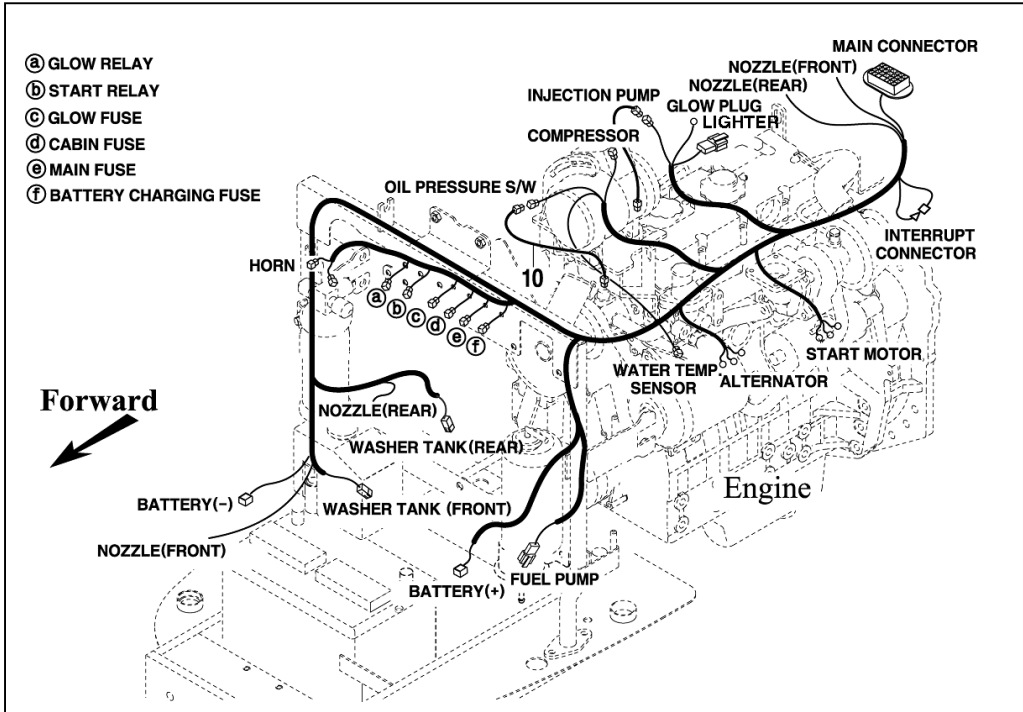 ⓐ GLOW RELAY
ⓑ START RELAY
ⓒ GLOW FUSE
ⓓ CABIN FUSE
ⓔ MAIN FUSE
ⓕ BATTERY CHARGING FUSE
MAIN CONNECTOR
NOZZLE(FRONT)
NOZZLE(REAR)
INJECTION PUMP
GLOW PLUG
LIGHTER
COMPRESSOR
OIL PRESSURE S/W
INTERRUPT
CONNECTOR
HORN
10
ⓐ
ⓑ
ⓒ
ⓓ
ⓔ
ⓕ
START MOTOR
WATER TEMP.
SENSOR
ALTERNATOR
Forward
NOZZLE(REAR)
WASHER TANK(REAR)
Engine
BATTERY(−)
WASHER TANK (FRONT)
NOZZLE(FRONT)
FUEL PUMP
BATTERY(+)